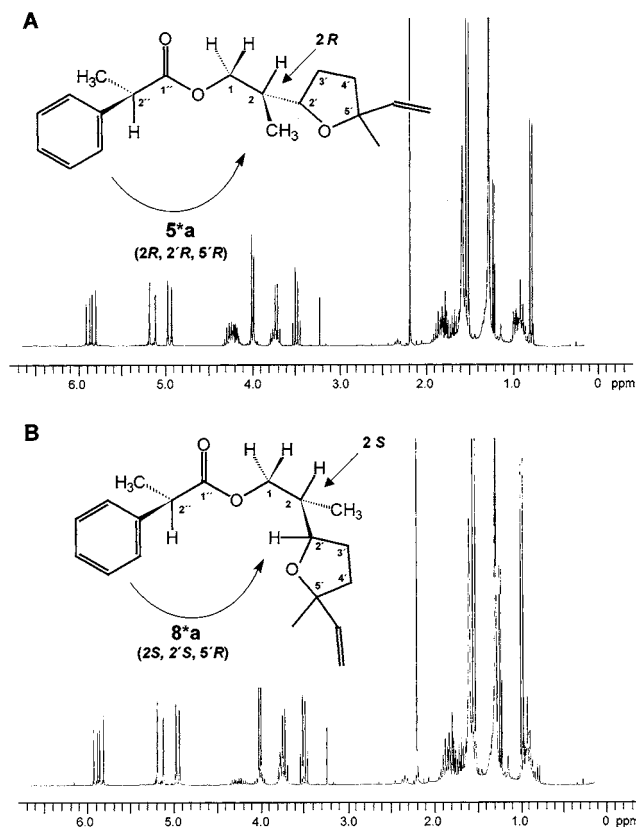 A
O
H H H 2 R
H₃C 1´´ O 1 2 3´ 4´
2´´ 2´ 5´
H CH₃ O
5*a
(2R, 2´R, 5´R)
6.0 5.0 4.0 3.0 2.0 1.0 0 ppm
B
O
H H H 2 S
H₃C 1´´ O 1 2 CH₃
2´´
H H 2´ 3´
O 4´
5´
8*a
(2S, 2´S, 5´R)
6.0 5.0 4.0 3.0 2.0 1.0 0 ppm